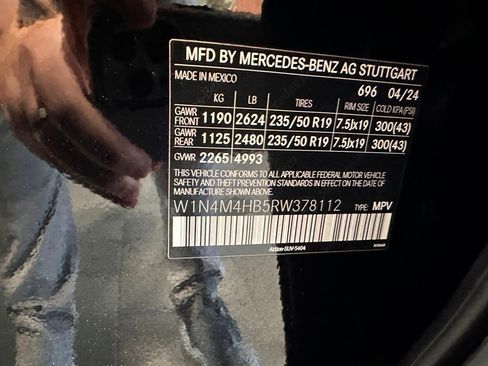 MFD BY MERCEDES-BENZ AG STUTTGART
MADE IN MEXICO 696 04/24
KG LB TIRES RIM SIZE COLD KPA(PSI)
GAWR FRONT 1190 2624 235/50 R19 7.5Jx19 300(43)
GAWR REAR 1125 2480 235/50 R19 7.5Jx19 300(43)
GVWR 2265 4993
THIS VEHICLE CONFORMS TO ALL APPLICABLE FEDERAL MOTOR VEHICLE
SAFETY AND THEFT PREVENTION STANDARDS IN EFFECT ON THE DATE OF
MANUFACTURE SHOWN ABOVE.
W1N4M4HB5RW378112 TYPE: MPV
Aktion-SUV-5404